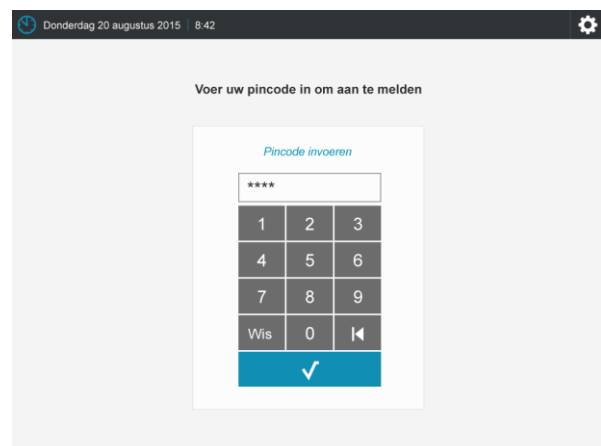 Donderdag 20 augustus 2015 | 8:42
Voer uw pincode in om aan te melden
Pincode invoeren
****
1 2 3
4 5 6
7 8 9
Wis 0